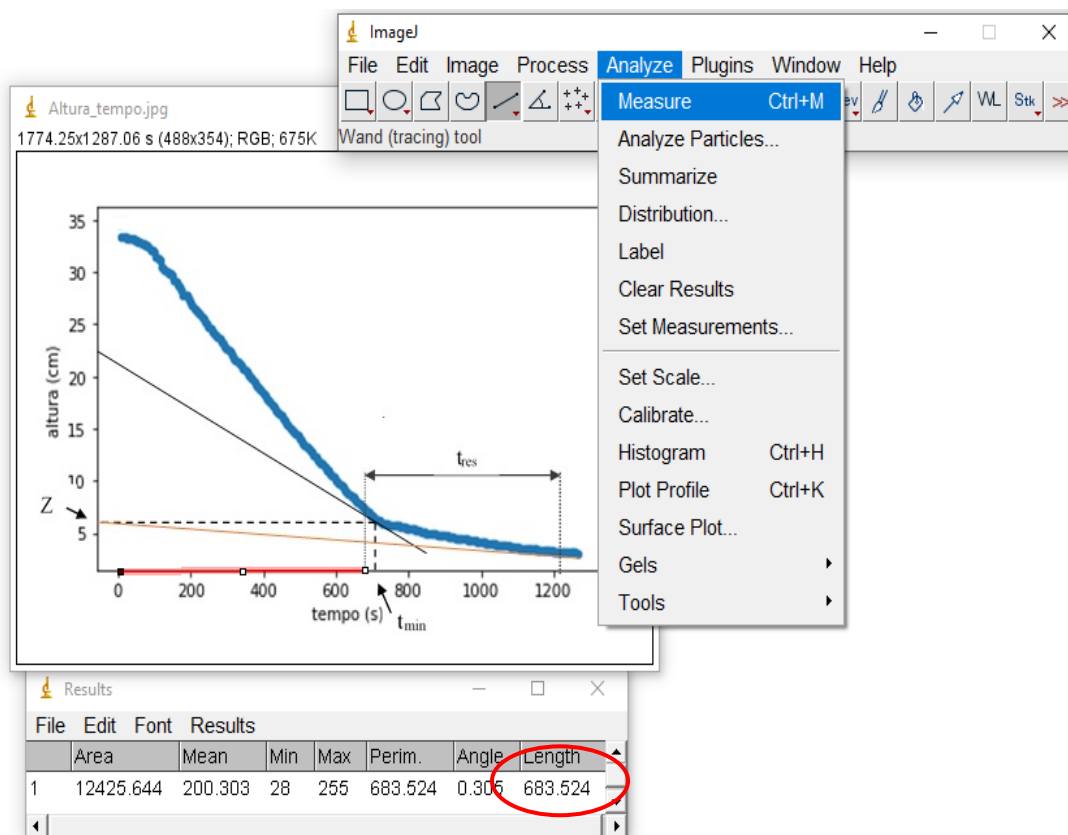 ImageJ
File Edit Image Process Analyze Plugins Window Help
Stk
Wand (tracing) tool
Measure Ctrl+M
Analyze Particles...
Summarize
Distribution...
Label
Clear Results
Set Measurements...
Set Scale...
Calibrate...
Histogram Ctrl+H
Plot Profile Ctrl+K
Surface Plot...
Gels
Tools
Altura_tempo.jpg
1774.25x1287.06 s (488x354); RGB; 675K
35
30
25
20
15
10
5
altura (cm)
Z
tres
0 200 400 600 800 1000 1200
tempo (s)
tmin
Results
File Edit Font Results
Area Mean Min Max Perim. Angle Length
1 12425.644 200.303 28 255 683.524 0.305 683.524